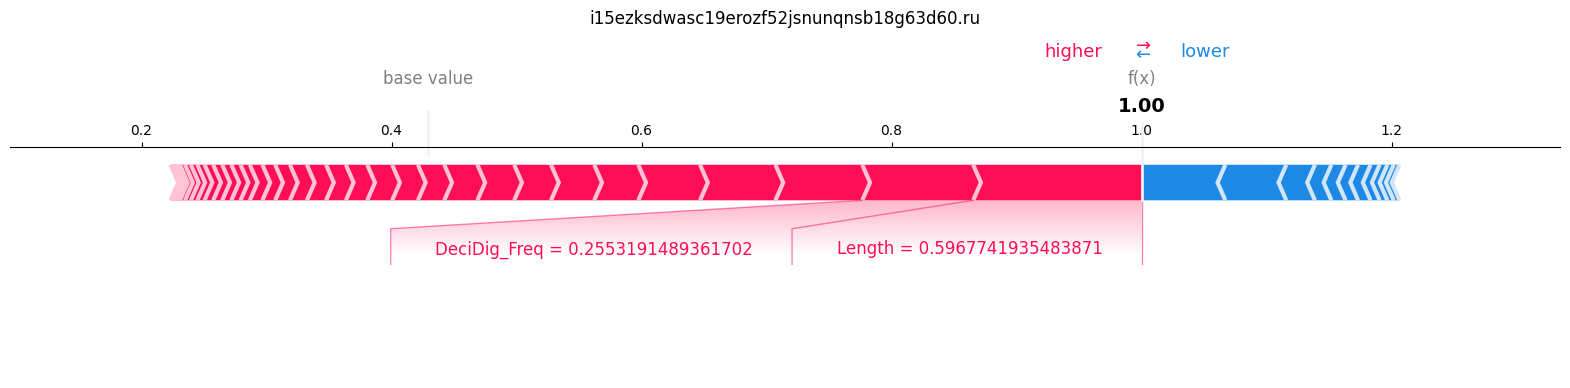 i15ezksdwasc19erozf52jsnunqnsb18g63d60.ru
higher ⇄ lower
base value f(x)
1.00
0.2 0.4 0.6 0.8 1.0 1.2
DeciDig_Freq = 0.2553191489361702 Length = 0.5967741935483871